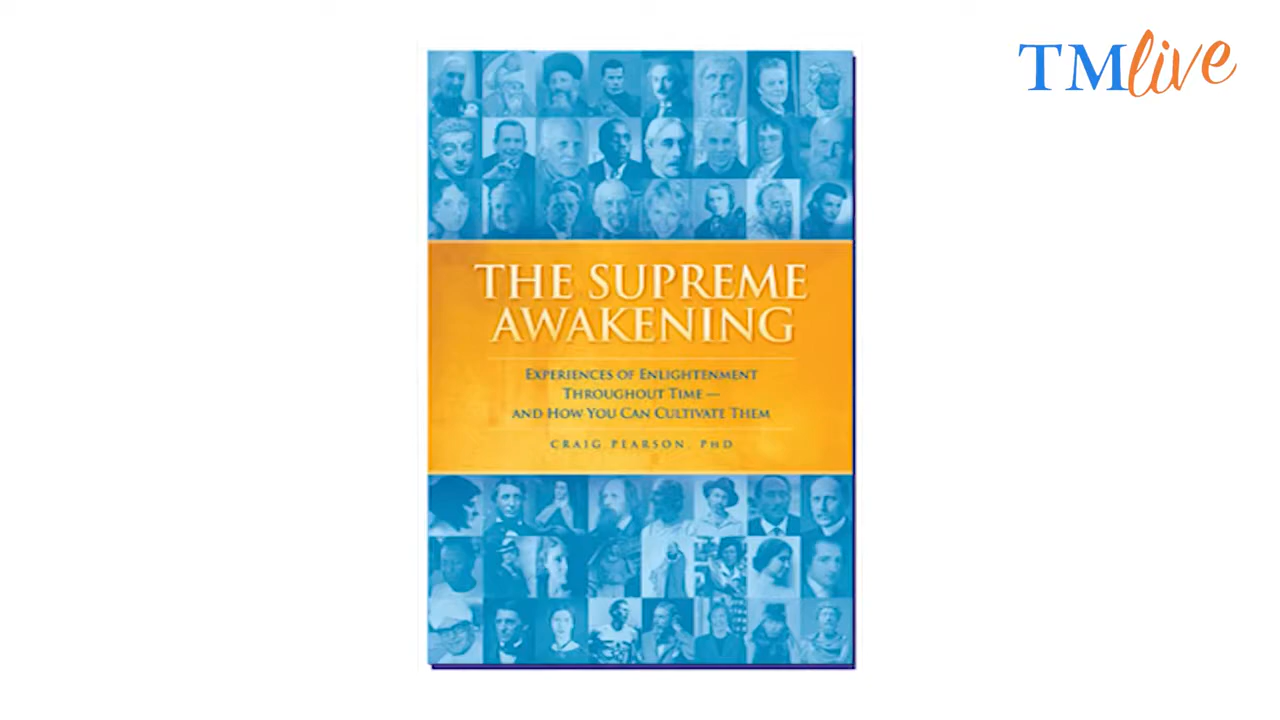 TMlive
THE SUPREME
AWAKENING
EXPERIENCES OF ENLIGHTENMENT
THROUGHOUT TIME —
AND HOW YOU CAN CULTIVATE THEM
CRAIG PEARSON, PHD